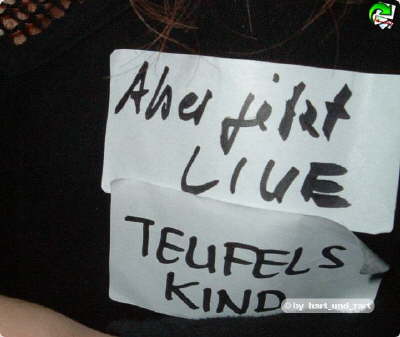 Aber jetzt
LIVE
TEUFELS
KIND
© by hart_und_zart